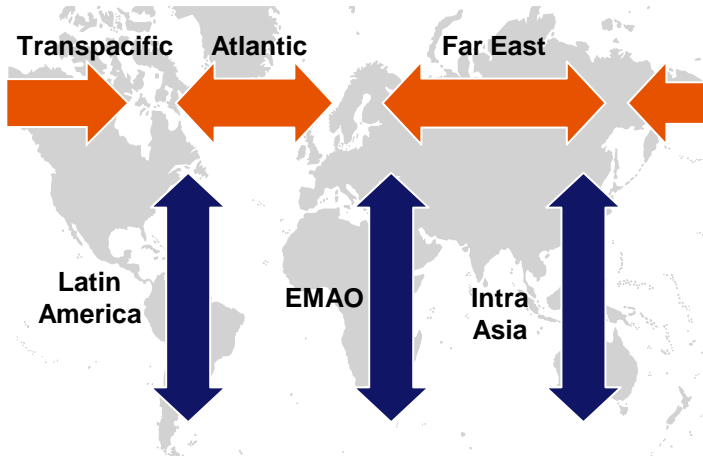 Transpacific
Atlantic
Far East
Latin
America
EMAO
Intra
Asia